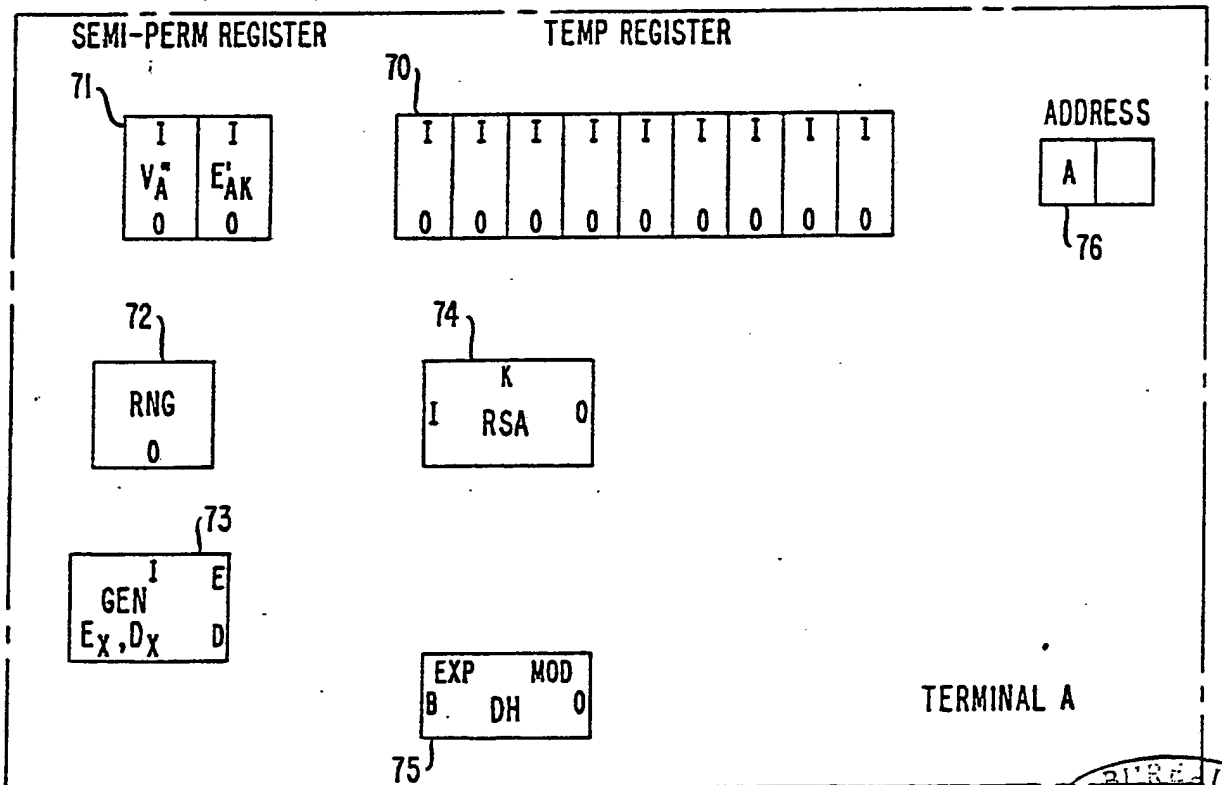 SEMI-PERM REGISTER
TEMP REGISTER
71
70
ADDRESS
I I
V"A E'AK
0 0
I I I I I I I I I
0 0 0 0 0 0 0 0 0
A
76
72
RNG
0
74
K
I RSA 0
73
I E
GEN
EX,DX D
EXP MOD
B DH 0
75
TERMINAL A